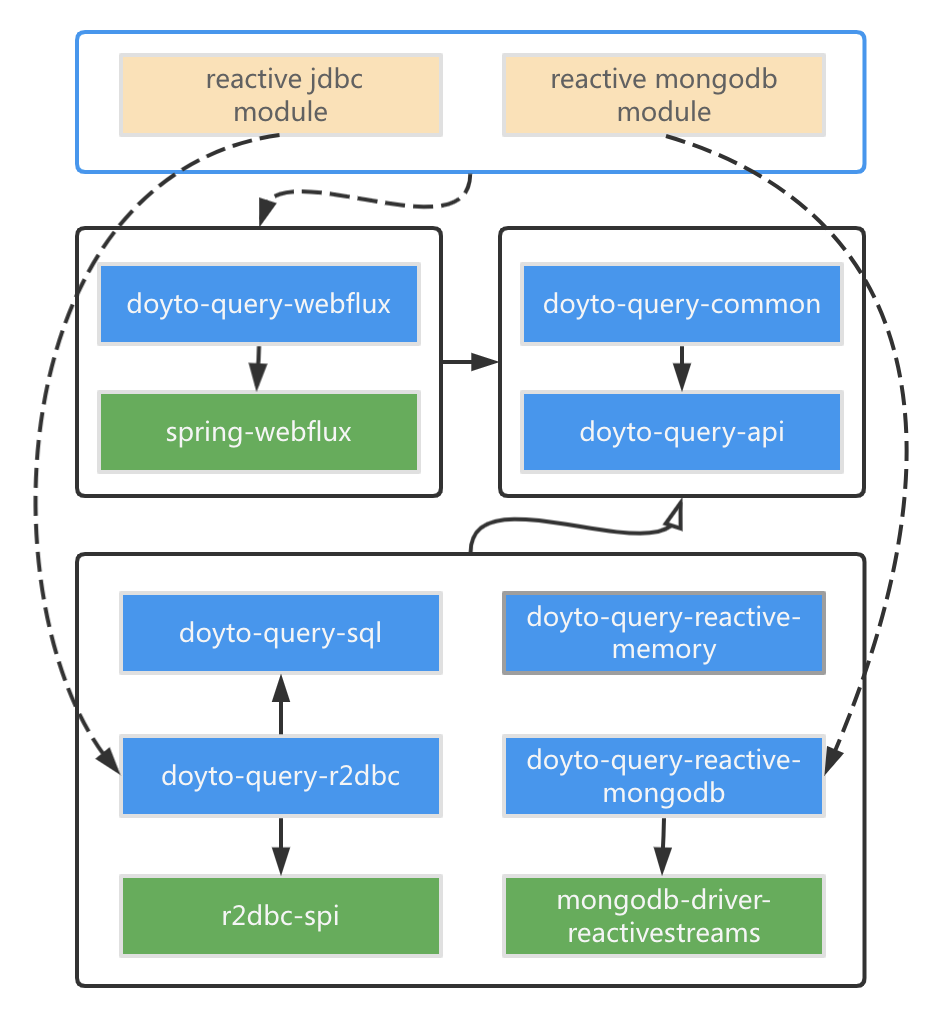 reactive jdbc
module
reactive mongodb
module
doyto-query-webflux
spring-webflux
doyto-query-common
doyto-query-api
doyto-query-sql
doyto-query-reactive-
memory
doyto-query-r2dbc
doyto-query-reactive-
mongodb
r2dbc-spi
mongodb-driver-
reactivestreams